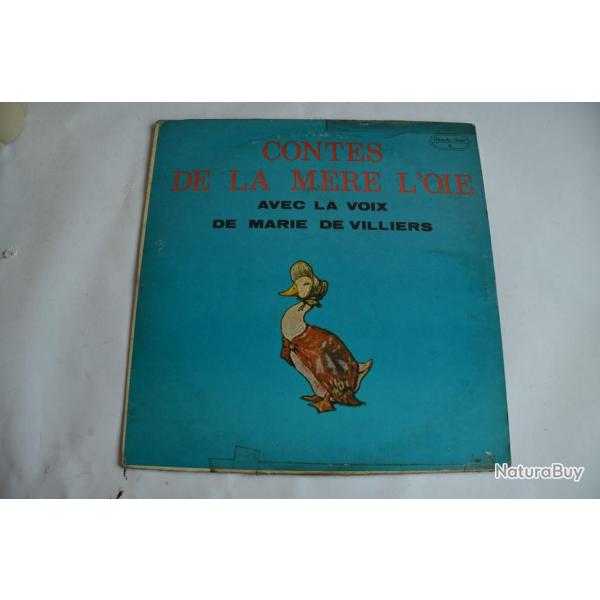 CONTES
DE LA MERE L'OIE
AVEC LA VOIX
DE MARIE DE VILLIERS
NaturaBuy